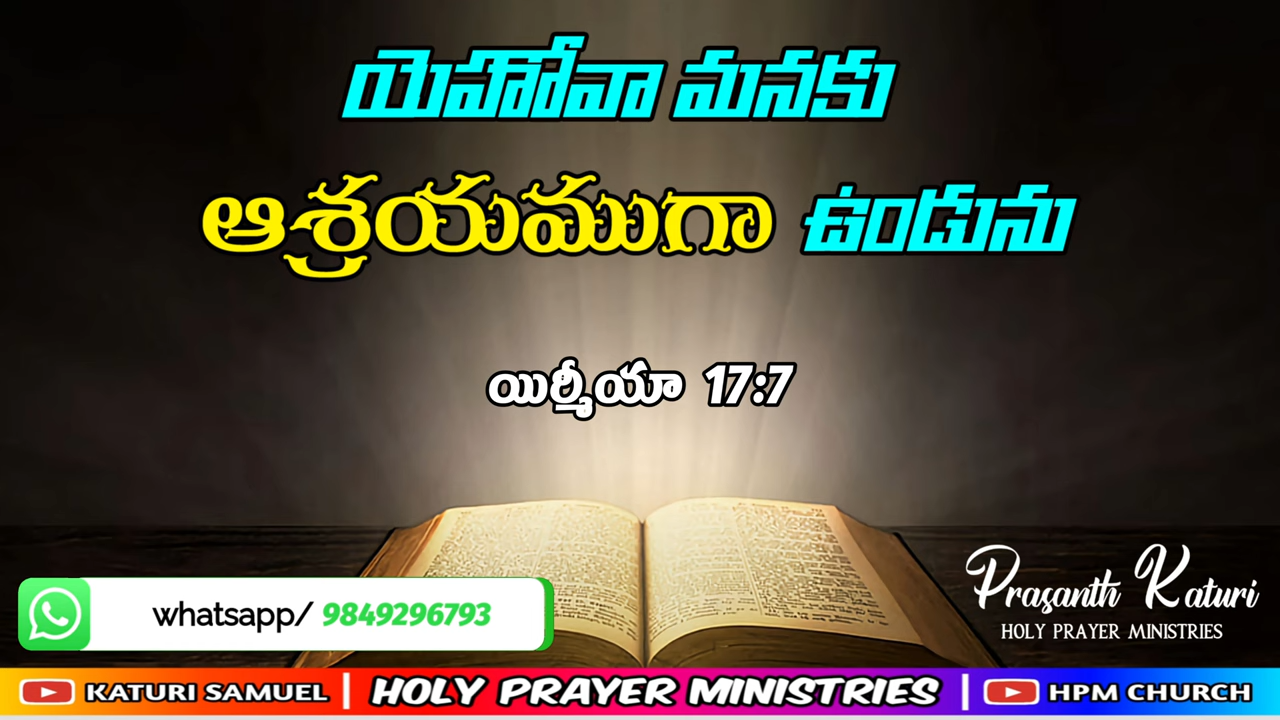 యెహోవా మనకు
ఆశ్రయముగా ఉండును
యిర్మీయా 17:7
whatsapp/ 9849296793
Prasanth Katuri
HOLY PRAYER MINISTRIES
KATURI SAMUEL | HOLY PRAYER MINISTRIES | HPM CHURCH